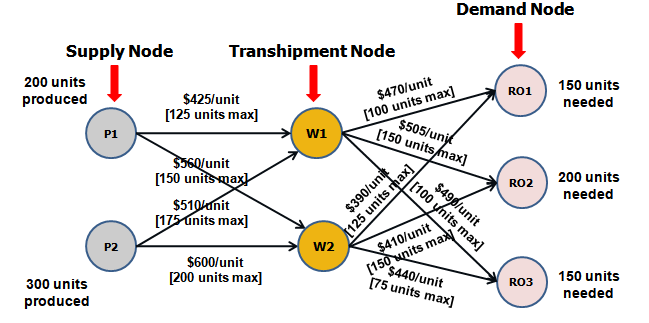 Demand Node
Supply Node
Transhipment Node
200 units
produced
$425/unit
[125 units max]
P1
W1
$470/unit
[100 units max]
RO1
150 units
needed
$505/unit
[150 units max]
$560/unit
[150 units max]
$510/unit
[175 units max]
$390/unit
[125 units max]
$490/unit
[100 units max]
RO2
200 units
needed
P2
$600/unit
[200 units max]
W2
$410/unit
[150 units max]
$440/unit
[75 units max]
RO3
150 units
needed
300 units
produced